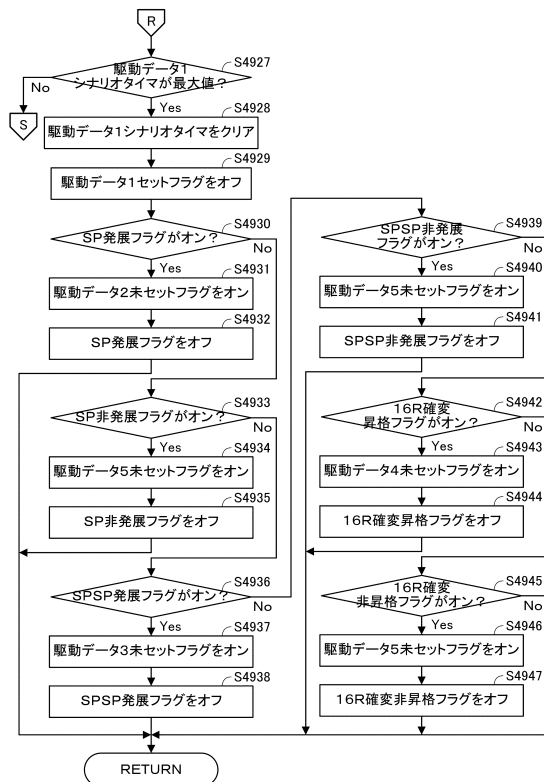 R
S4927
駆動データ1
シナリオタイマが最大値?
No
S
Yes
S4928
駆動データ1シナリオタイマをクリア
S4929
駆動データ1セットフラグをオフ
S4930
SP発展フラグがオン?
No
Yes
S4931
駆動データ2未セットフラグをオン
S4932
SP発展フラグをオフ
S4933
SP非発展フラグがオン?
No
Yes
S4934
駆動データ5未セットフラグをオン
S4935
SP非発展フラグをオフ
S4936
SPSP発展フラグがオン?
No
Yes
S4937
駆動データ3未セットフラグをオン
S4938
SPSP発展フラグをオフ
RETURN
S4939
SPSP非発展
フラグがオン?
No
Yes
S4940
駆動データ5未セットフラグをオン
S4941
SPSP非発展フラグをオフ
S4942
16R確変
昇格フラグがオン?
No
Yes
S4943
駆動データ4未セットフラグをオン
S4944
16R確変昇格フラグをオフ
S4945
16R確変
非昇格フラグがオン?
No
Yes
S4946
駆動データ5未セットフラグをオン
S4947
16R確変非昇格フラグをオフ